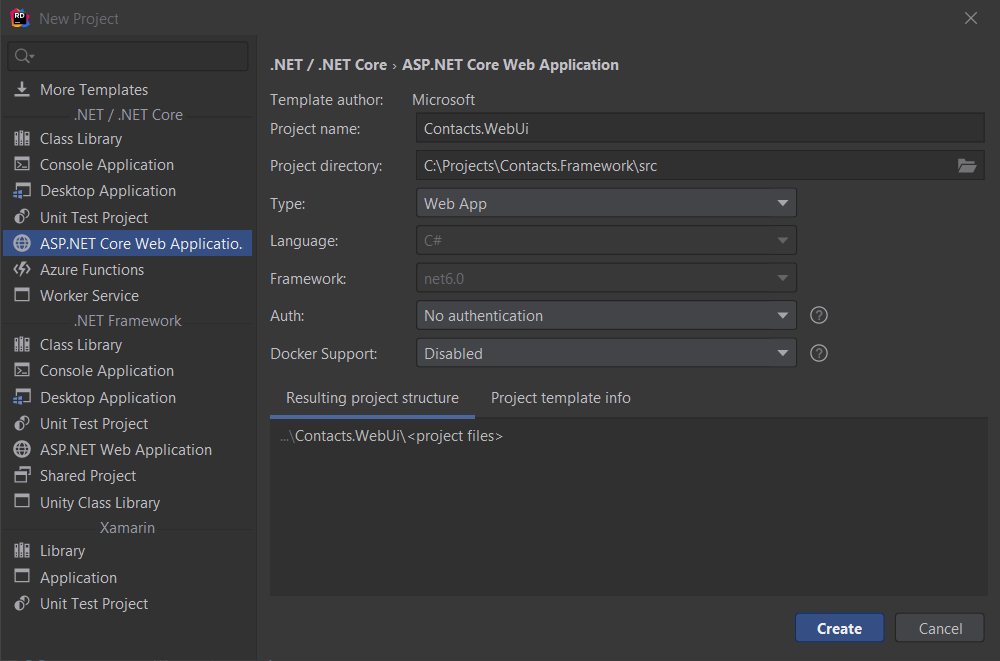 RD New Project
More Templates
.NET / .NET Core
Class Library
Console Application
Desktop Application
Unit Test Project
ASP.NET Core Web Applicatio.
Azure Functions
Worker Service
.NET Framework
Class Library
Console Application
Desktop Application
Unit Test Project
ASP.NET Web Application
Shared Project
Unity Class Library
Xamarin
Library
Application
Unit Test Project
.NET / .NET Core › ASP.NET Core Web Application
Template author: Microsoft
Project name: Contacts.WebUi
Project directory: C:\Projects\Contacts.Framework\src
Type: Web App
Language: C#
Framework: net6.0
Auth: No authentication ?
Docker Support: Disabled ?
Resulting project structure Project template info
...\Contacts.WebUi\<project files>
Create Cancel